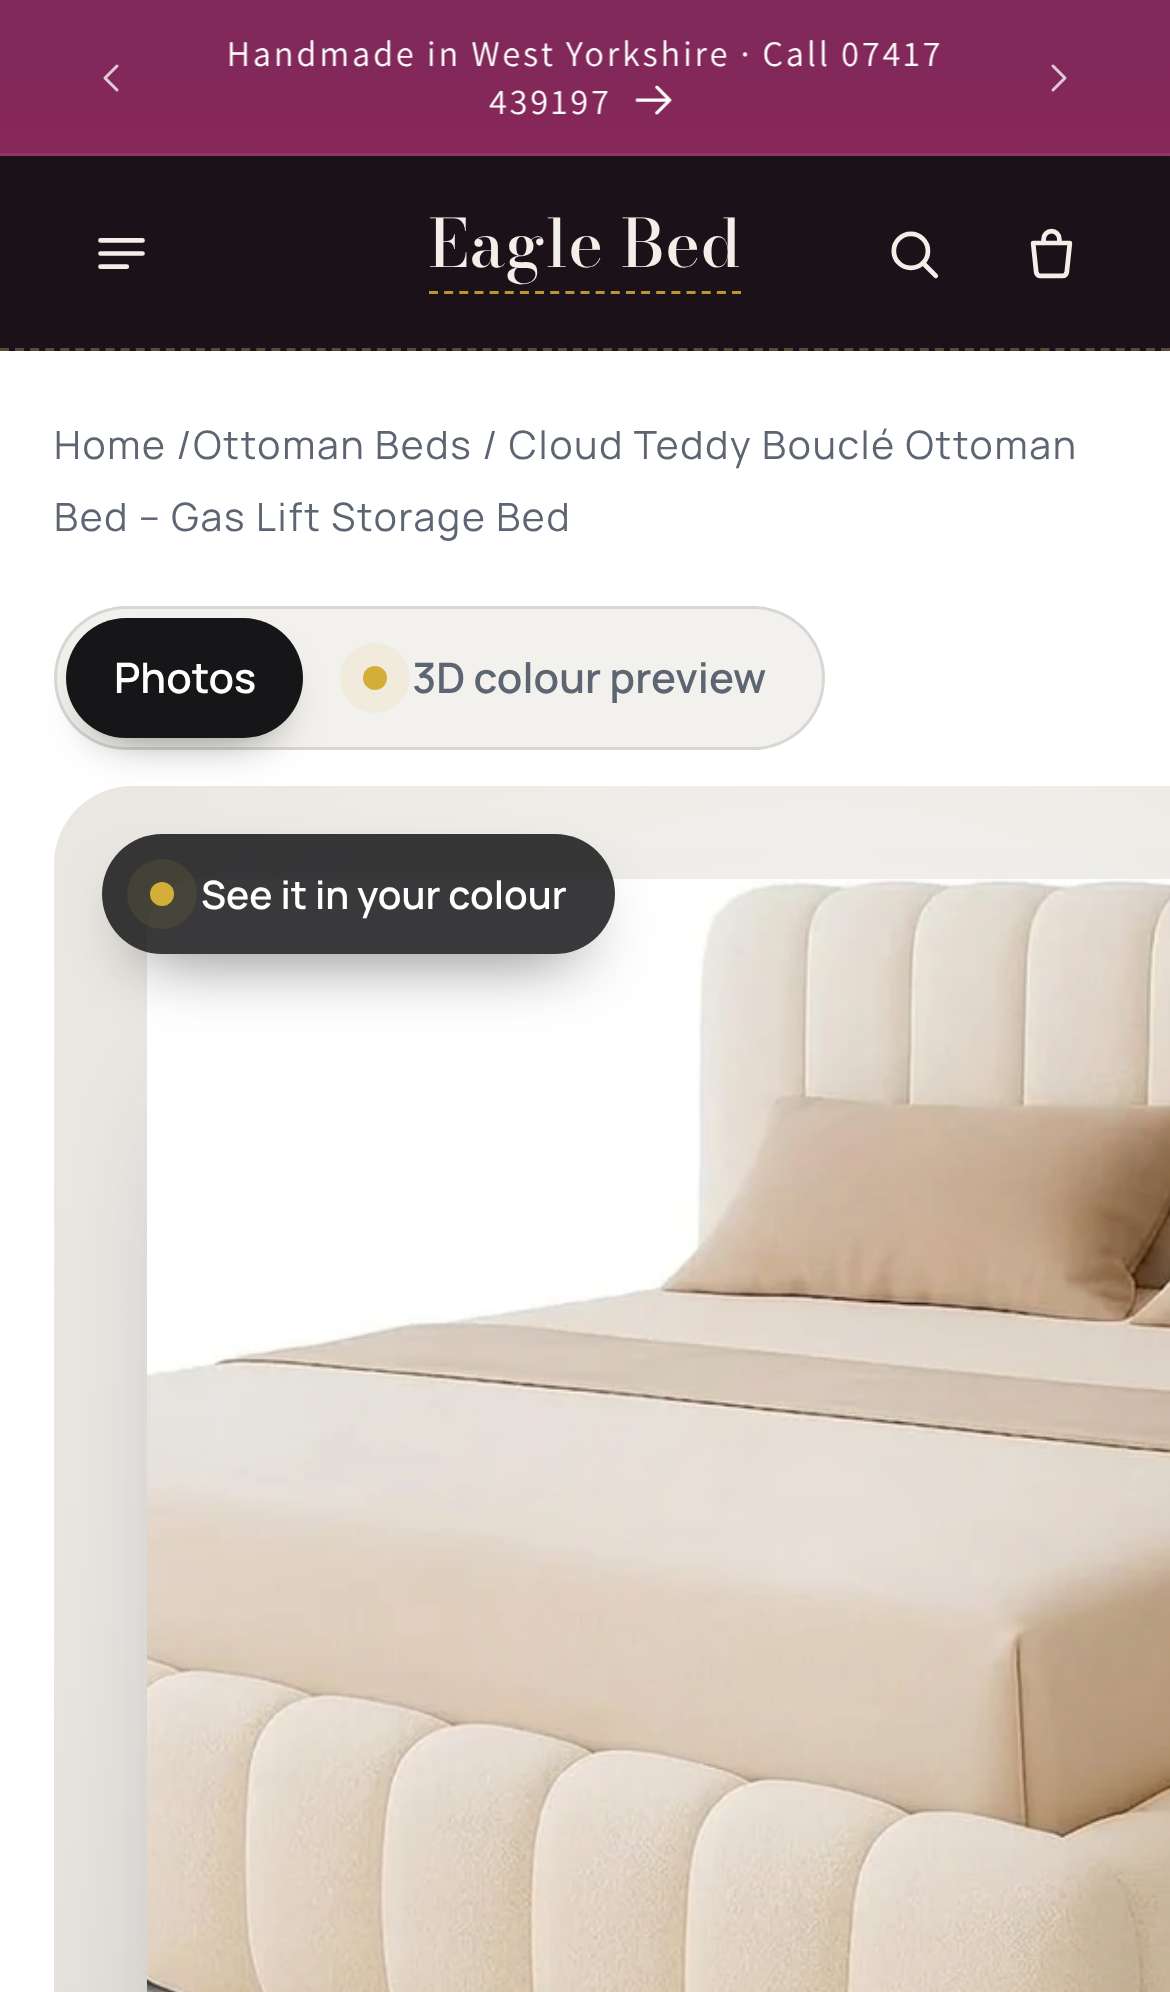 Handmade in West Yorkshire · Call 07417
439197 →
Eagle Bed
Home /Ottoman Beds / Cloud Teddy Bouclé Ottoman
Bed – Gas Lift Storage Bed
Photos
3D colour preview
See it in your colour